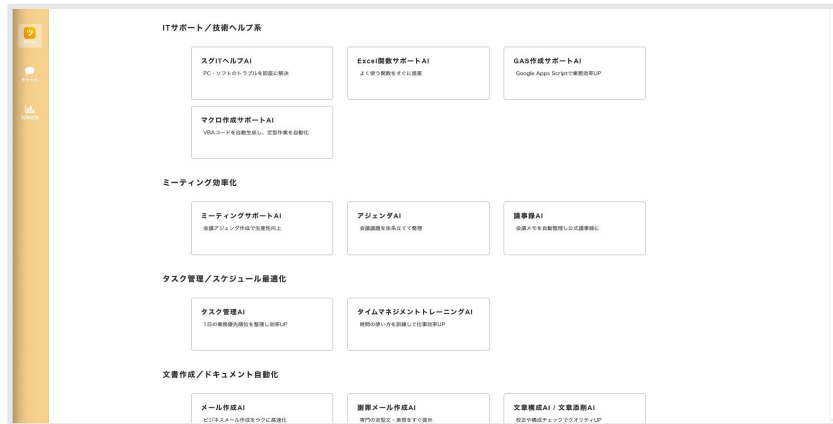 ツ
チャット
ITサポート／技術ヘルプ系
スグITヘルプAI
PC・ソフトのトラブルを即座に解決
Excel関数サポートAI
よく使う関数をすぐに提案
GAS作成サポートAI
Google Apps Scriptで業務効率UP
マクロ作成サポートAI
VBAコードを自動生成し、定型作業を自動化
ミーティング効率化
ミーティングサポートAI
会議アジェンダ作成で生産性向上
アジェンダAI
会議議題を体系立てて整理
議事録AI
会議メモを自動整理し公式議事録に
タスク管理／スケジュール最適化
タスク管理AI
1日の業務優先順位を整理し効率UP
タイムマネジメントトレーニングAI
時間の使い方を訓練して仕事効率UP
文書作成／ドキュメント自動化
メール作成AI
ビジネスメール作成をラクに高速化
謝罪メール作成AI
専門の定型文・表現をすぐ提示
文章構成AI / 文章添削AI
校正や構成チェックでクオリティUP